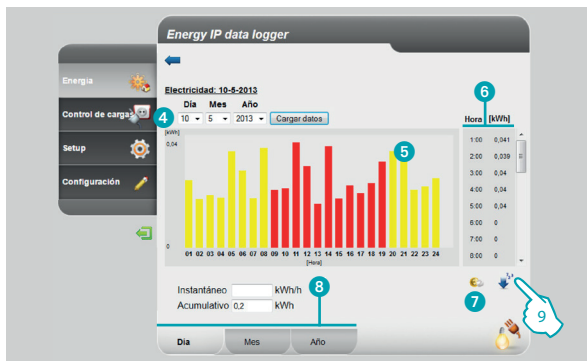 Energy IP data logger
Energía
Control de cargas
Setup
Configuración
Electricidad: 10-5-2013
Día Mes Año
4 10 5 2013 Cargar datos
[kWh]
0,04
0
5
01 02 03 04 05 06 07 08 09 10 11 12 13 14 15 16 17 18 19 20 21 22 23 24
[Hora]
6
Hora [kWh]
1:00 0,041
2:00 0,039
3:00 0,04
4:00 0,04
5:00 0,04
6:00 0
7:00 0
8:00 0
7
9
Instantáneo kWh/h
Acumulativo 0,2 kWh
8
Día Mes Año